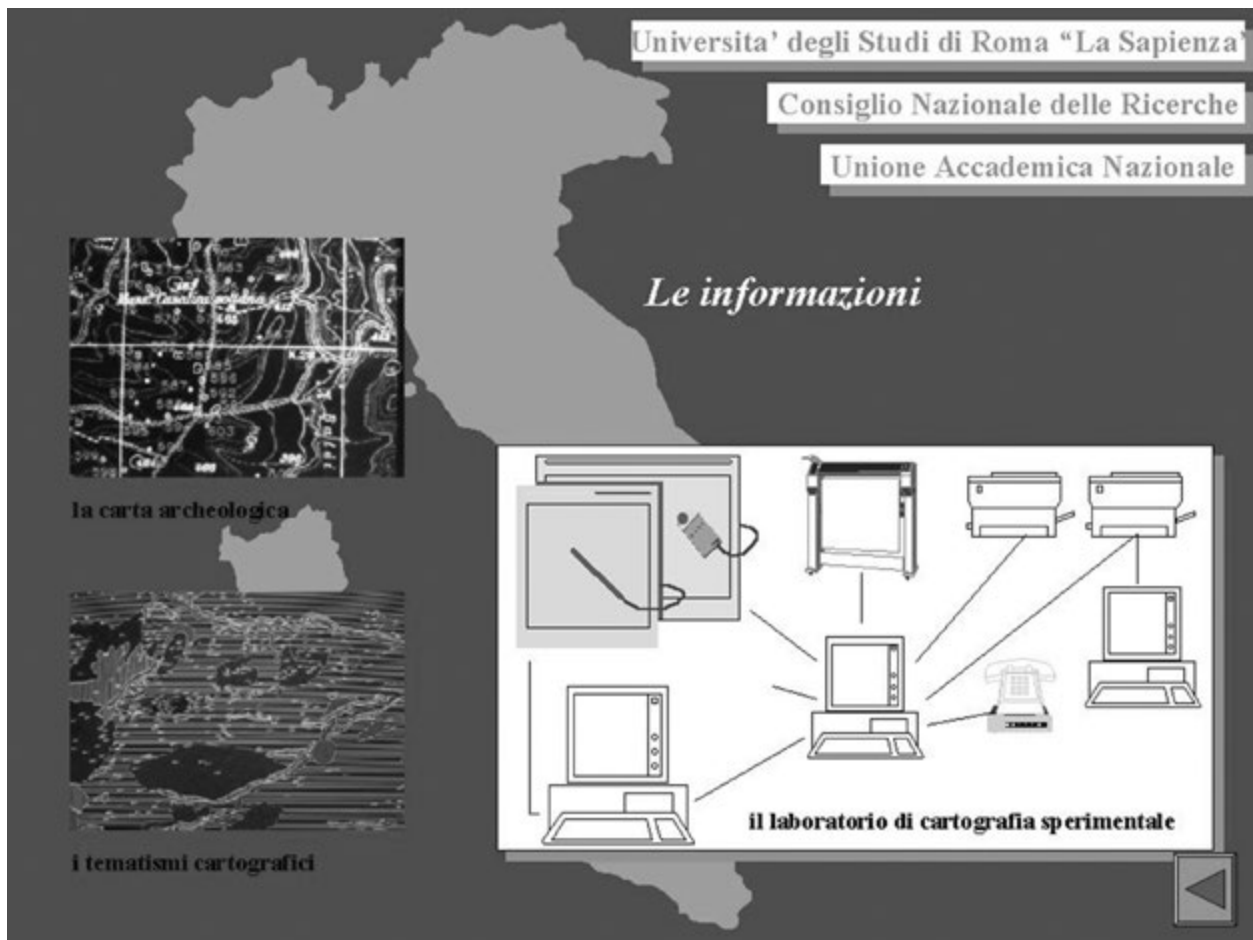 Universita' degli Studi di Roma "La Sapienza"
Consiglio Nazionale delle Ricerche
Unione Accademica Nazionale
Le informazioni
la carta archeologica
i tematismi cartografici
il laboratorio di cartografia sperimentale